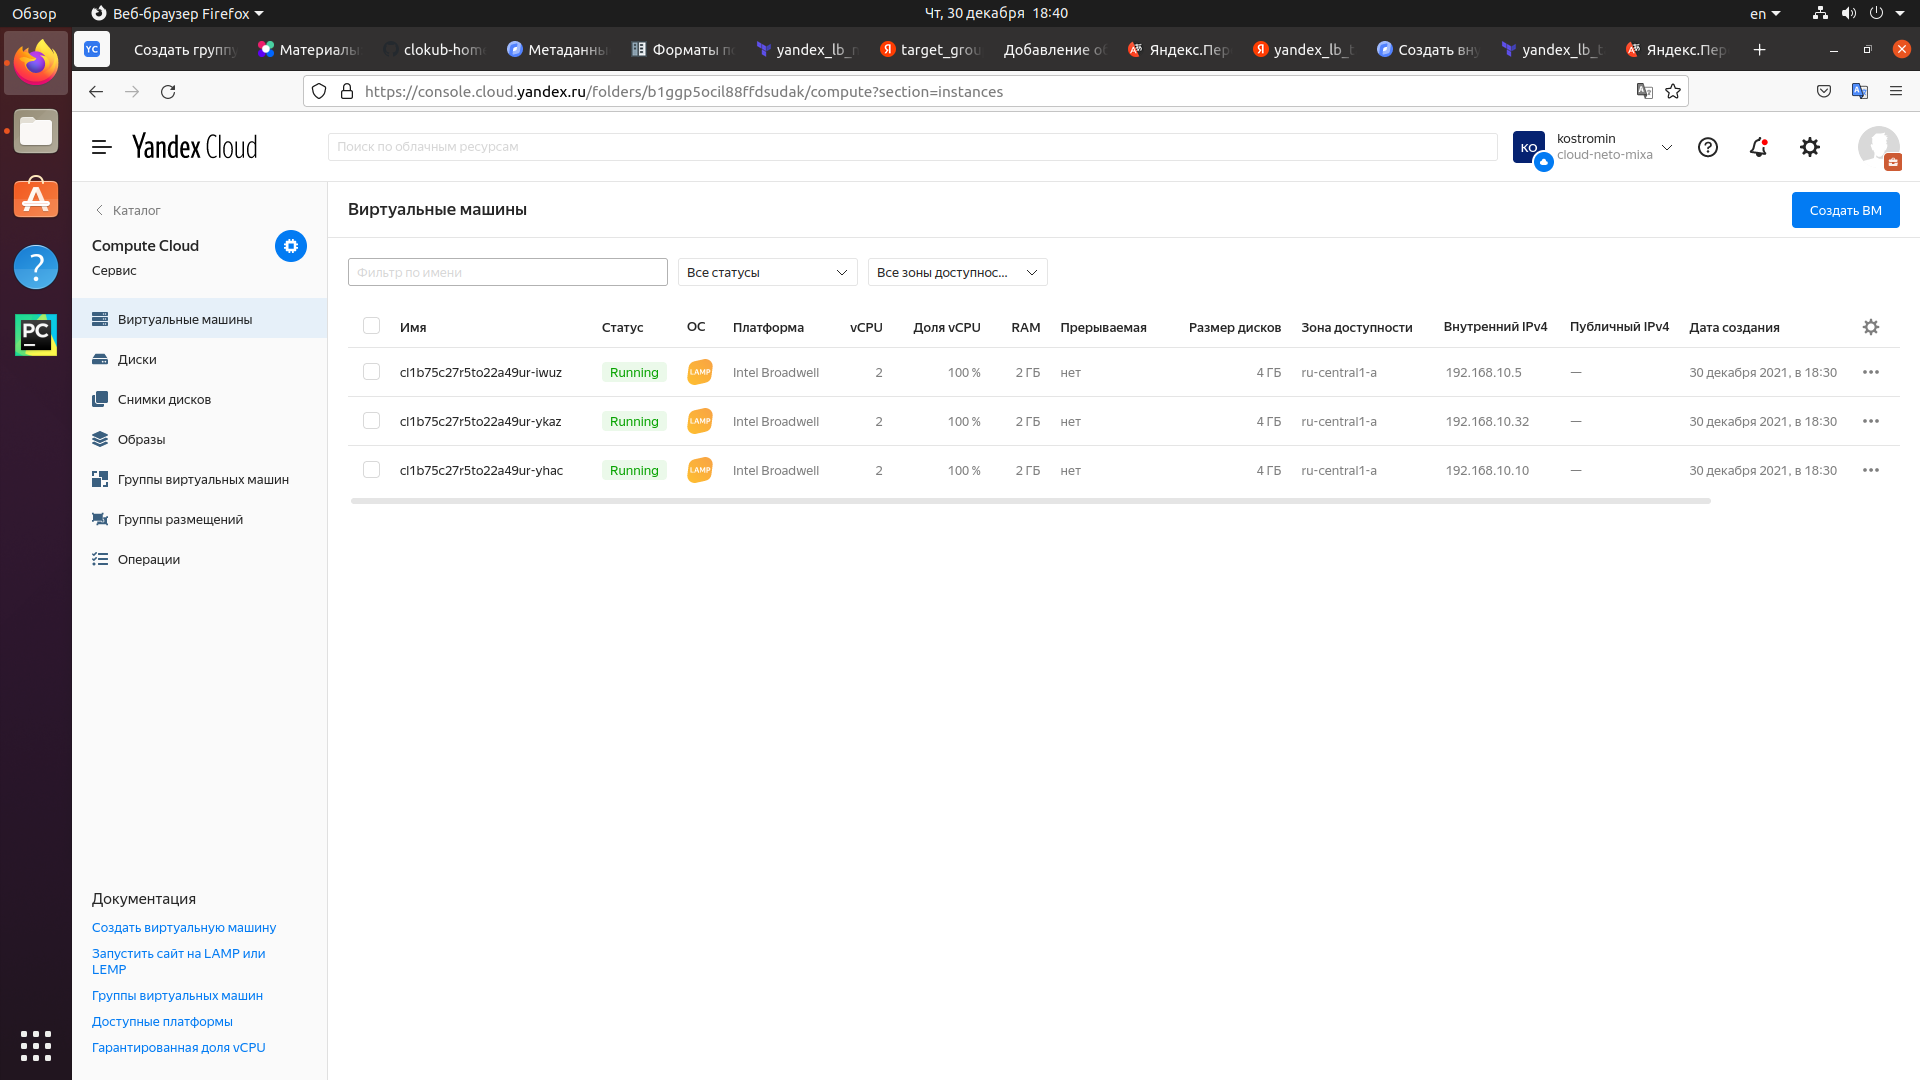 Обзор
Веб-браузер Firefox
Чт, 30 декабря 18:40
en
YC
Создать группу
Материалы
clokub-hom
Метаданны
Форматы п
yandex_lb_n
target_grou
Добавление об
Яндекс.Пер
yandex_lb_t
Создать вну
yandex_lb_t
Яндекс.Пер
https://console.cloud.yandex.ru/folders/b1ggp5ocil88ffdsudak/compute?section=instances
Yandex Cloud
Поиск по облачным ресурсам
КО
kostromin
cloud-neto-mixa
Каталог
Compute Cloud
Сервис
Виртуальные машины
Диски
Снимки дисков
Образы
Группы виртуальных машин
Группы размещений
Операции
Документация
Создать виртуальную машину
Запустить сайт на LAMP или
LEMP
Группы виртуальных машин
Доступные платформы
Гарантированная доля vCPU
Виртуальные машины
Создать ВМ
Фильтр по имени
Все статусы
Все зоны доступнос...
Имя Статус ОС Платформа vCPU Доля vCPU RAM Прерываемая Размер дисков Зона доступности Внутренний IPv4 Публичный IPv4 Дата создания
cl1b75c27r5to22a49ur-iwuz Running LAMP Intel Broadwell 2 100 % 2 ГБ нет 4 ГБ ru-central1-a 192.168.10.5 — 30 декабря 2021, в 18:30
cl1b75c27r5to22a49ur-ykaz Running LAMP Intel Broadwell 2 100 % 2 ГБ нет 4 ГБ ru-central1-a 192.168.10.32 — 30 декабря 2021, в 18:30
cl1b75c27r5to22a49ur-yhac Running LAMP Intel Broadwell 2 100 % 2 ГБ нет 4 ГБ ru-central1-a 192.168.10.10 — 30 декабря 2021, в 18:30
PC